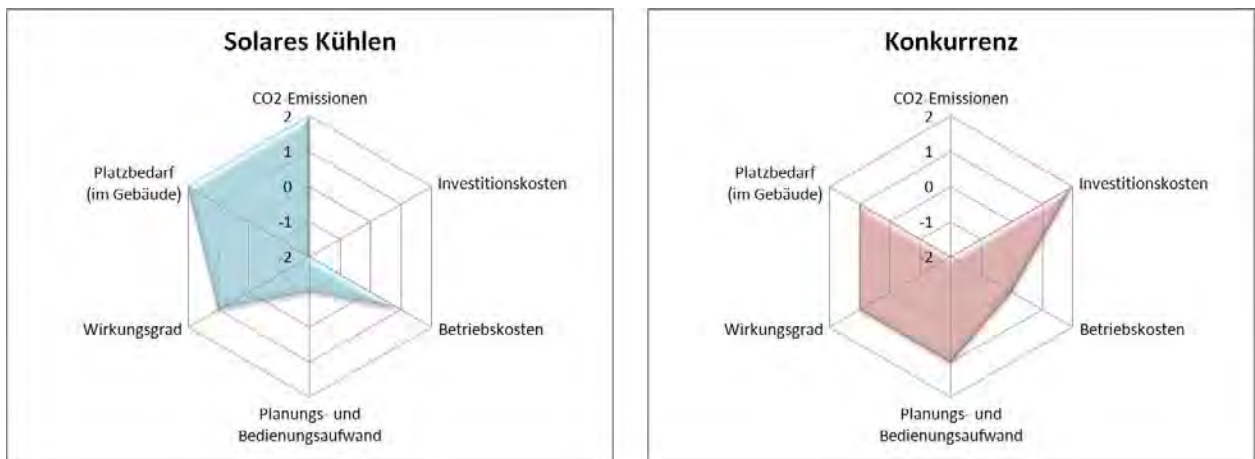 Solares Kühlen
CO2 Emissionen
2
1
0
-1
2
Platzbedarf
(im Gebäude)
Investitionskosten
Wirkungsgrad
Betriebskosten
Planungs- und
Bedienungsaufwand
Konkurrenz
CO2 Emissionen
2
1
0
-1
2
Platzbedarf
(im Gebäude)
Investitionskosten
Wirkungsgrad
Betriebskosten
Planungs- und
Bedienungsaufwand